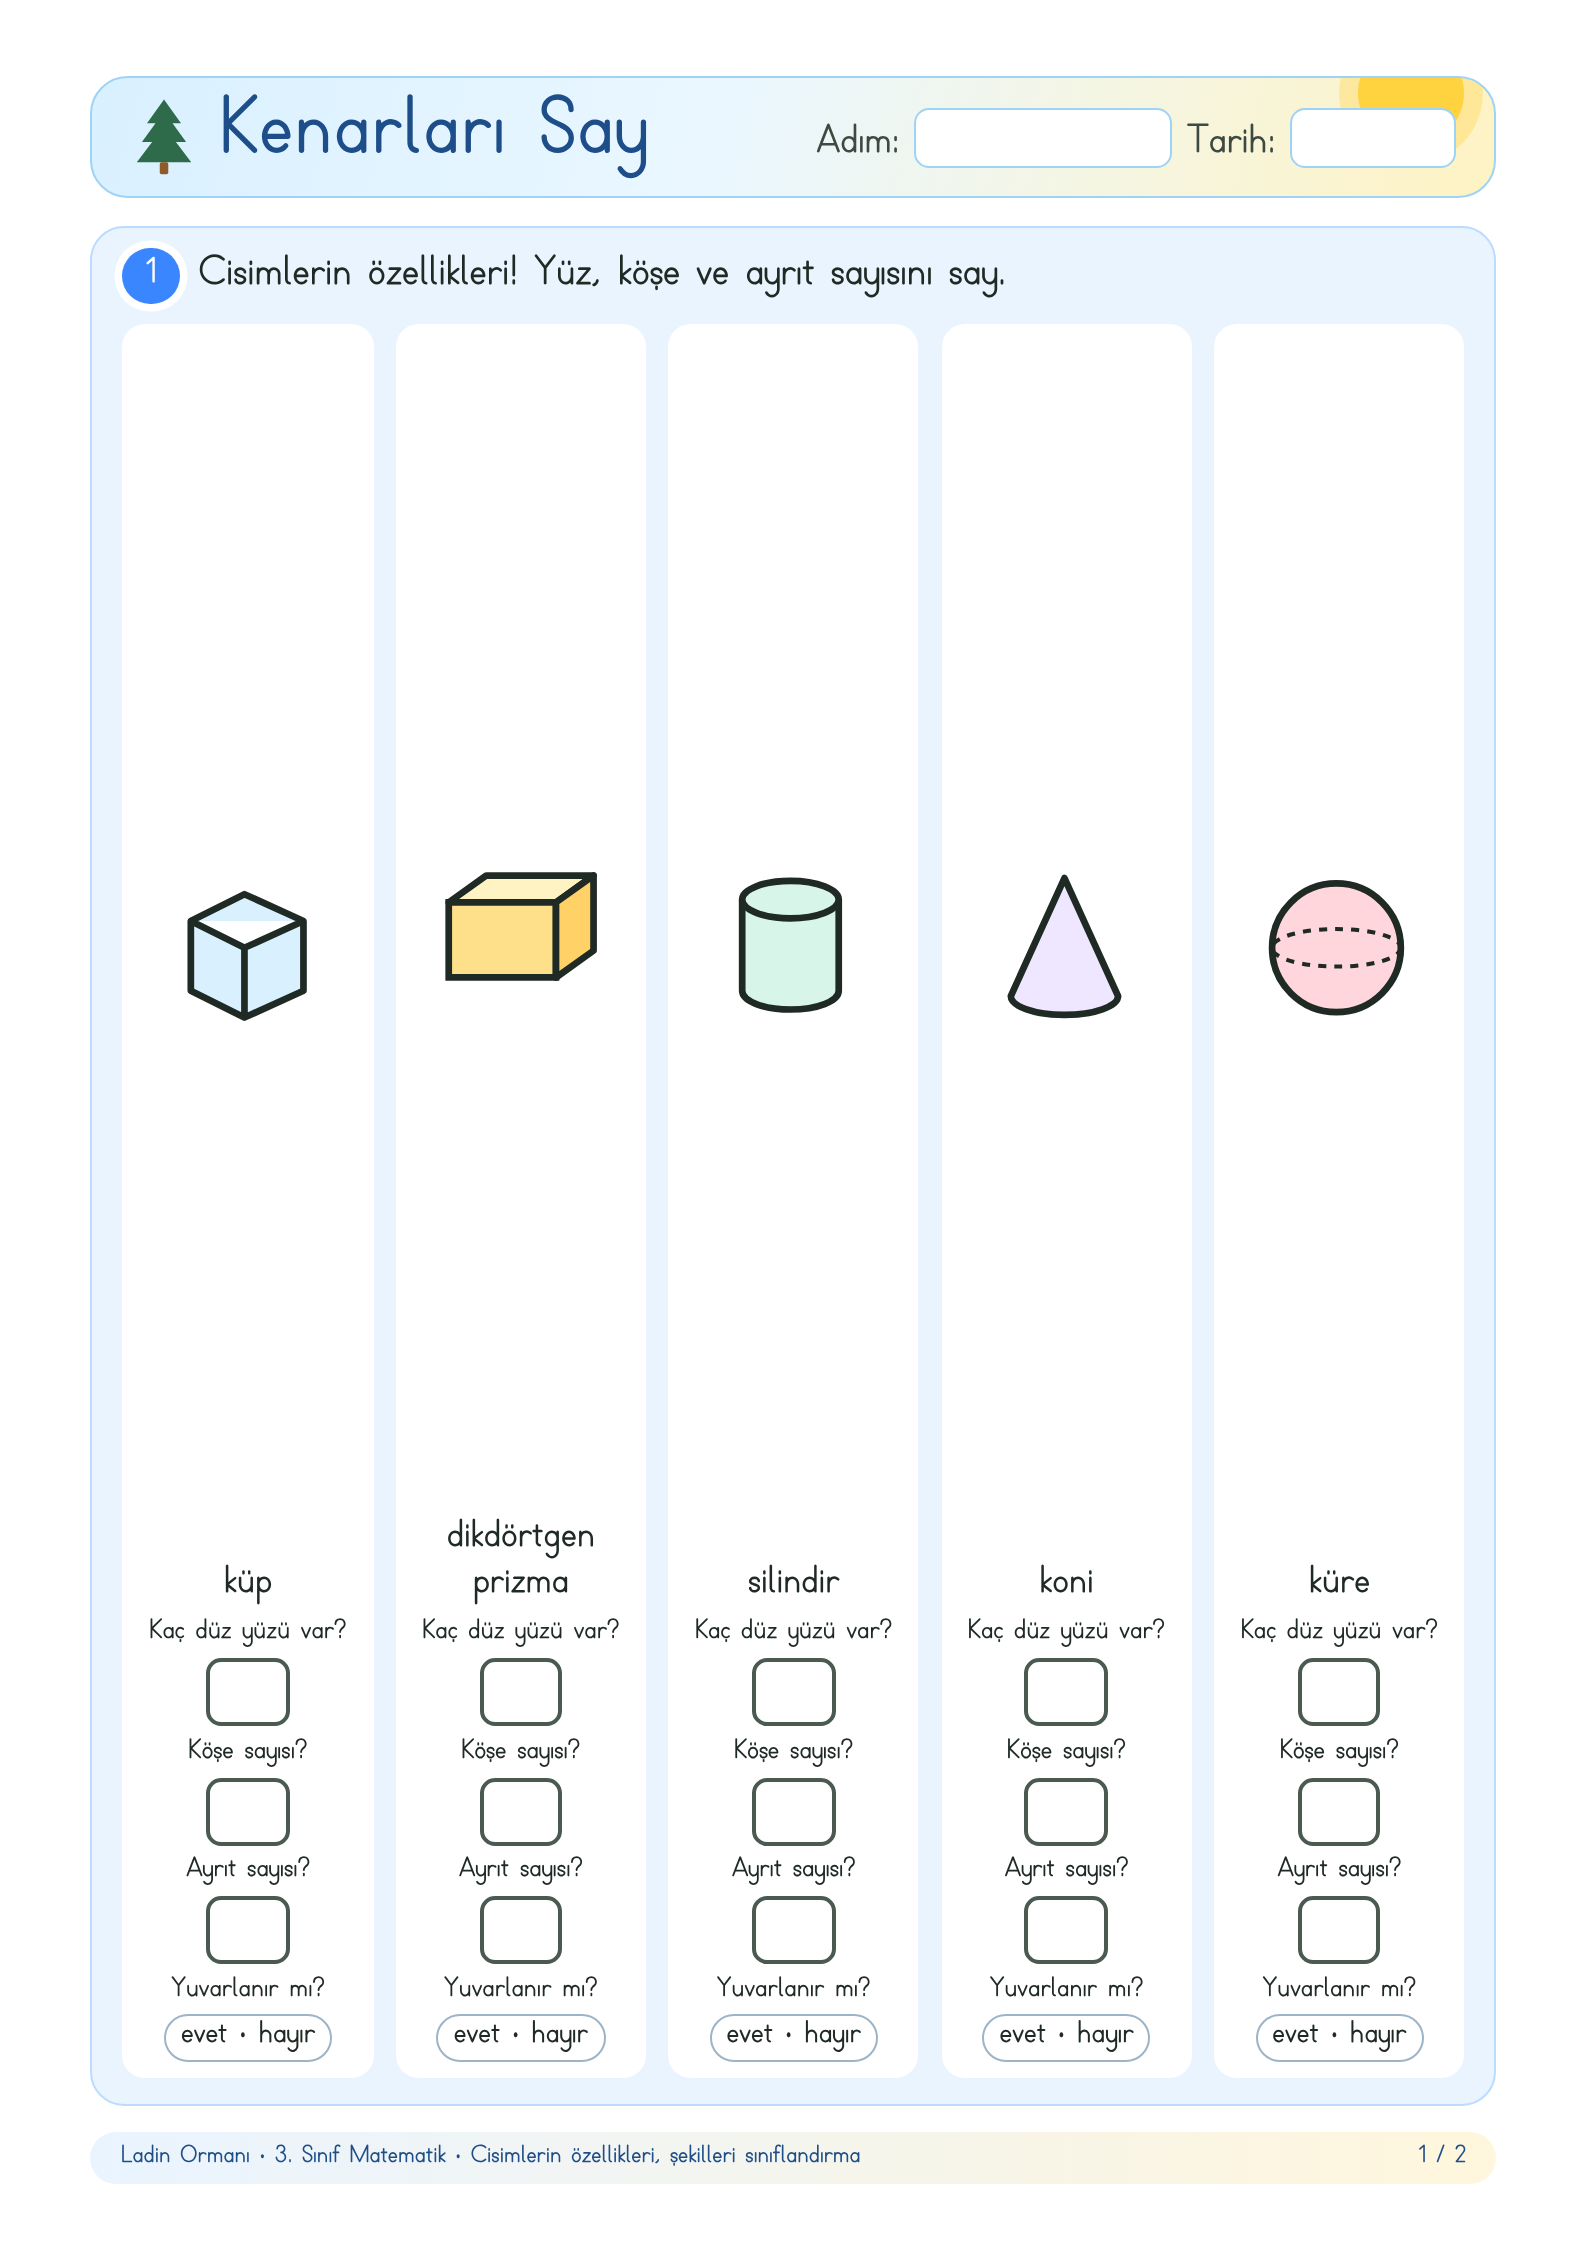 Kenarları Say
Adım:
Tarih:
1
Cisimlerin özellikleri! Yüz, köşe ve ayrıt sayısını say.
küp
Kaç düz yüzü var?
Köşe sayısı?
Ayrıt sayısı?
Yuvarlanır mı?
evet · hayır
dikdörtgen
prizma
Kaç düz yüzü var?
Köşe sayısı?
Ayrıt sayısı?
Yuvarlanır mı?
evet · hayır
silindir
Kaç düz yüzü var?
Köşe sayısı?
Ayrıt sayısı?
Yuvarlanır mı?
evet · hayır
koni
Kaç düz yüzü var?
Köşe sayısı?
Ayrıt sayısı?
Yuvarlanır mı?
evet · hayır
küre
Kaç düz yüzü var?
Köşe sayısı?
Ayrıt sayısı?
Yuvarlanır mı?
evet · hayır
Ladin Ormanı · 3. Sınıf Matematik · Cisimlerin özellikleri, şekilleri sınıflandırma
1 / 2